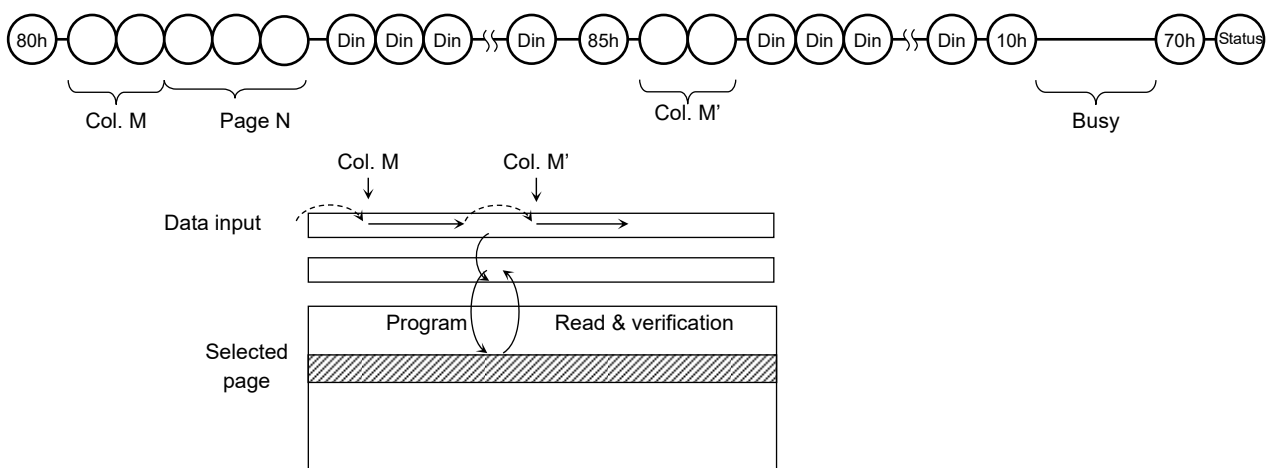 80h Din Din Din Din 85h Din Din Din Din 10h 70h Status
Col. M Page N Col. M’ Busy
Col. M Col. M’
Data input
Program Read & verification
Selected
page